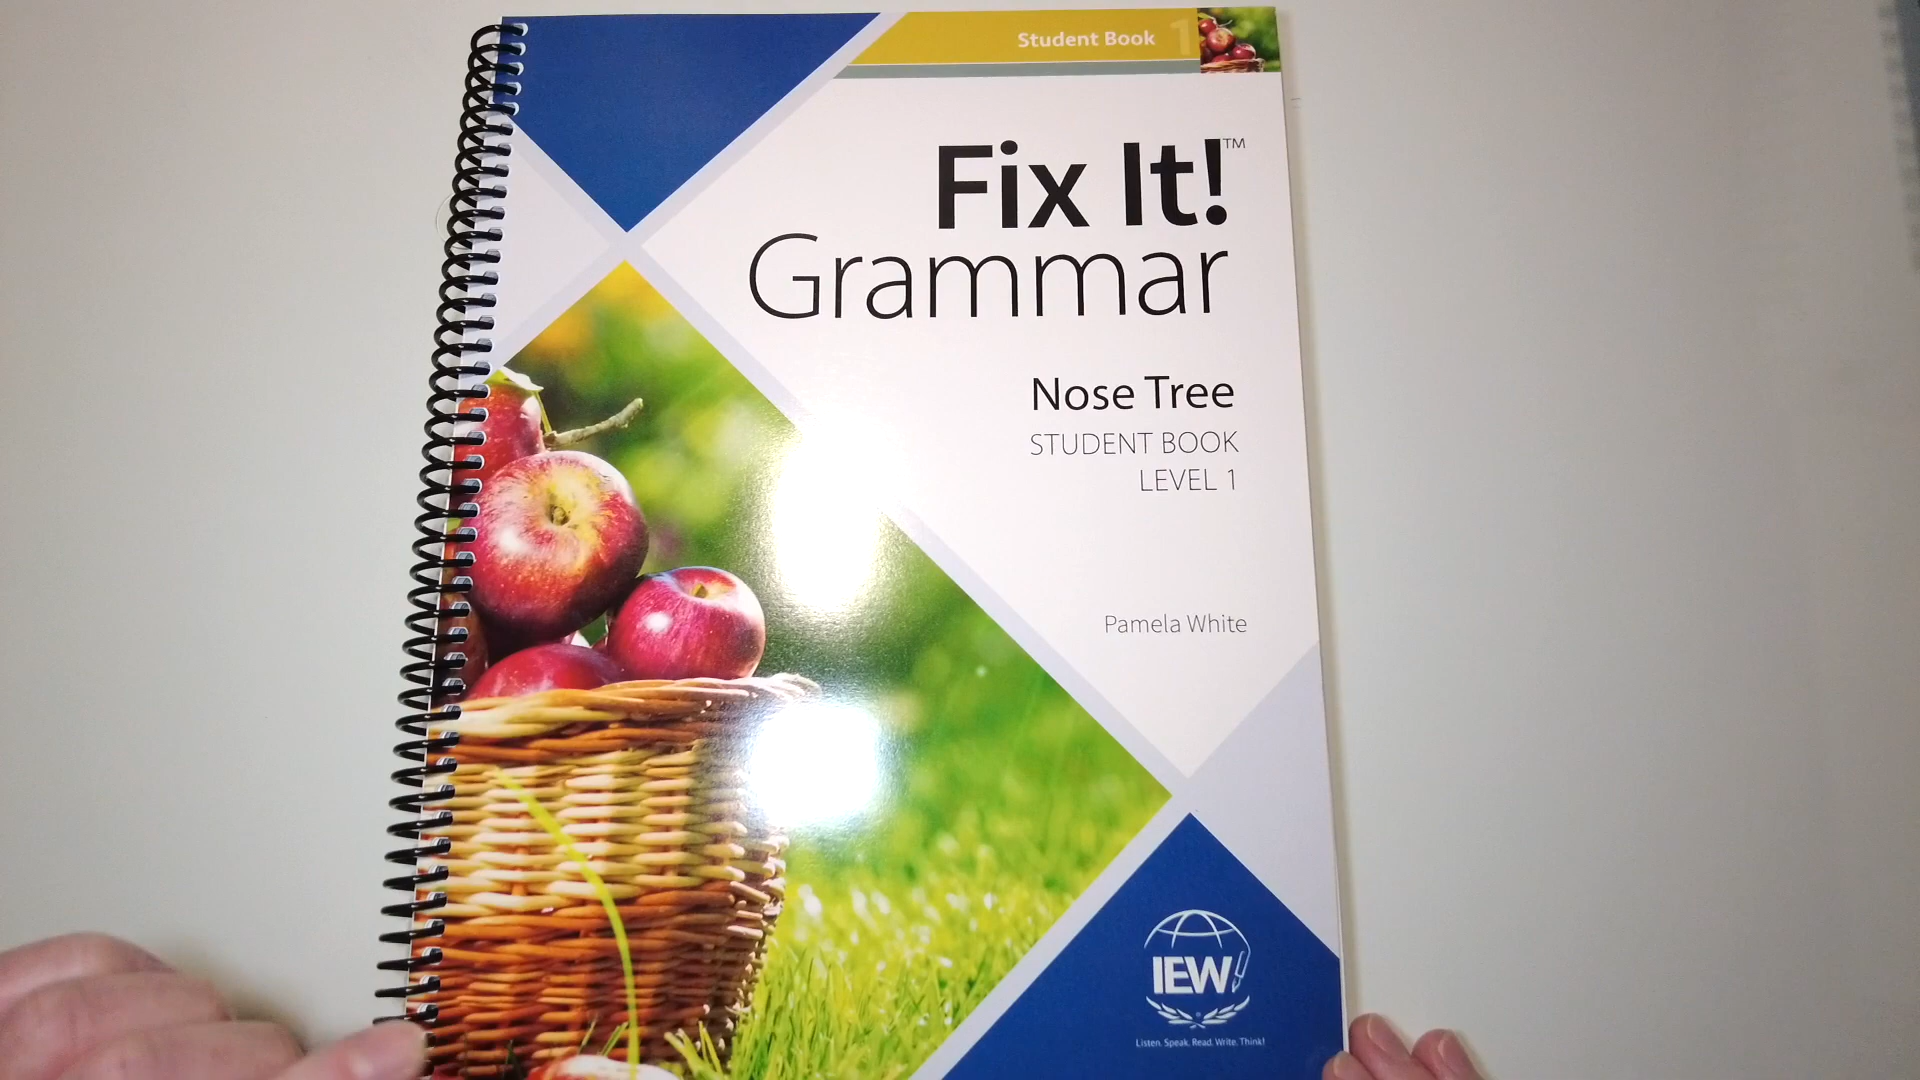 Student Book 1
Fix It!™
Grammar
Nose Tree
STUDENT BOOK
LEVEL 1
Pamela White
IEW
Listen. Speak. Read. Write. Think!